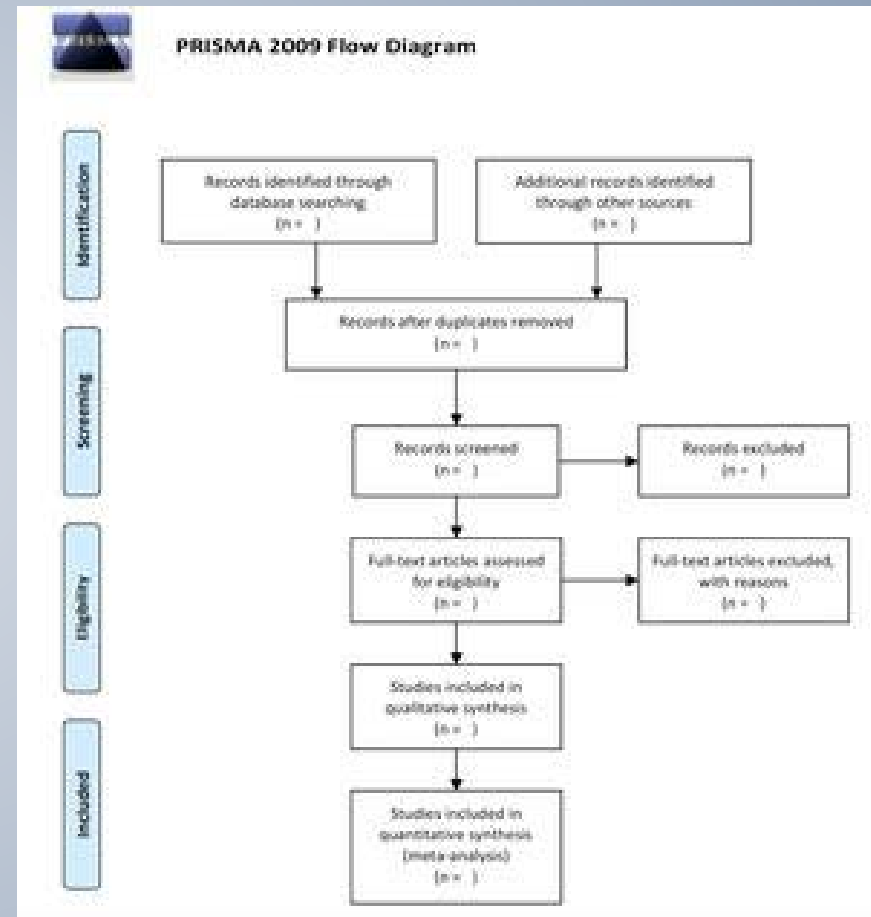 PRISMA 2009 Flow Diagram
Identification
Records identified through
database searching
(n =   )
Additional records identified
through other sources
(n =   )
Records after duplicates removed
(n =   )
Screening
Records screened
(n =   )
Records excluded
(n =   )
Eligibility
Full-text articles assessed
for eligibility
(n =   )
Full-text articles excluded,
with reasons
(n =   )
Studies included in
qualitative synthesis
(n =   )
Included
Studies included in
quantitative synthesis
(meta-analysis)
(n =   )